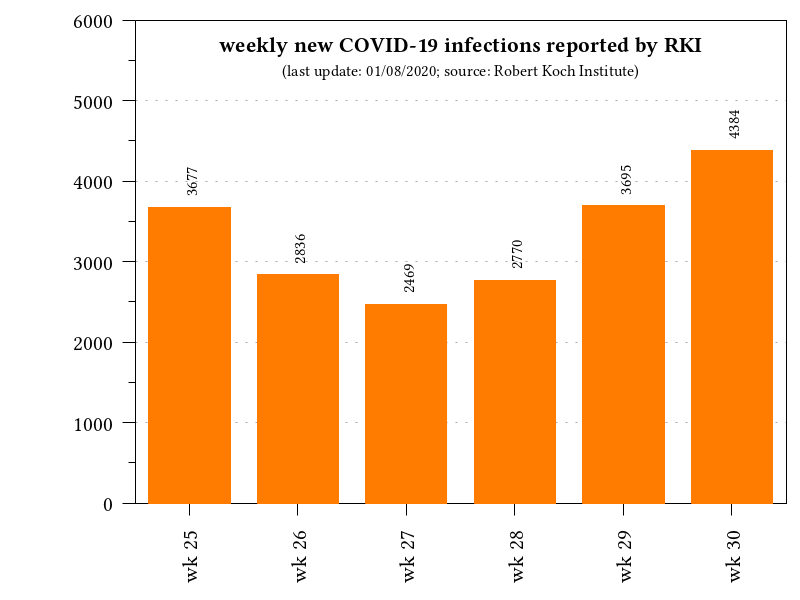 weekly new COVID-19 infections reported by RKI
(last update: 01/08/2020; source: Robert Koch Institute)
6000
5000
4000
3000
2000
1000
0
3677
2836
2469
2770
3695
4384
wk 25
wk 26
wk 27
wk 28
wk 29
wk 30